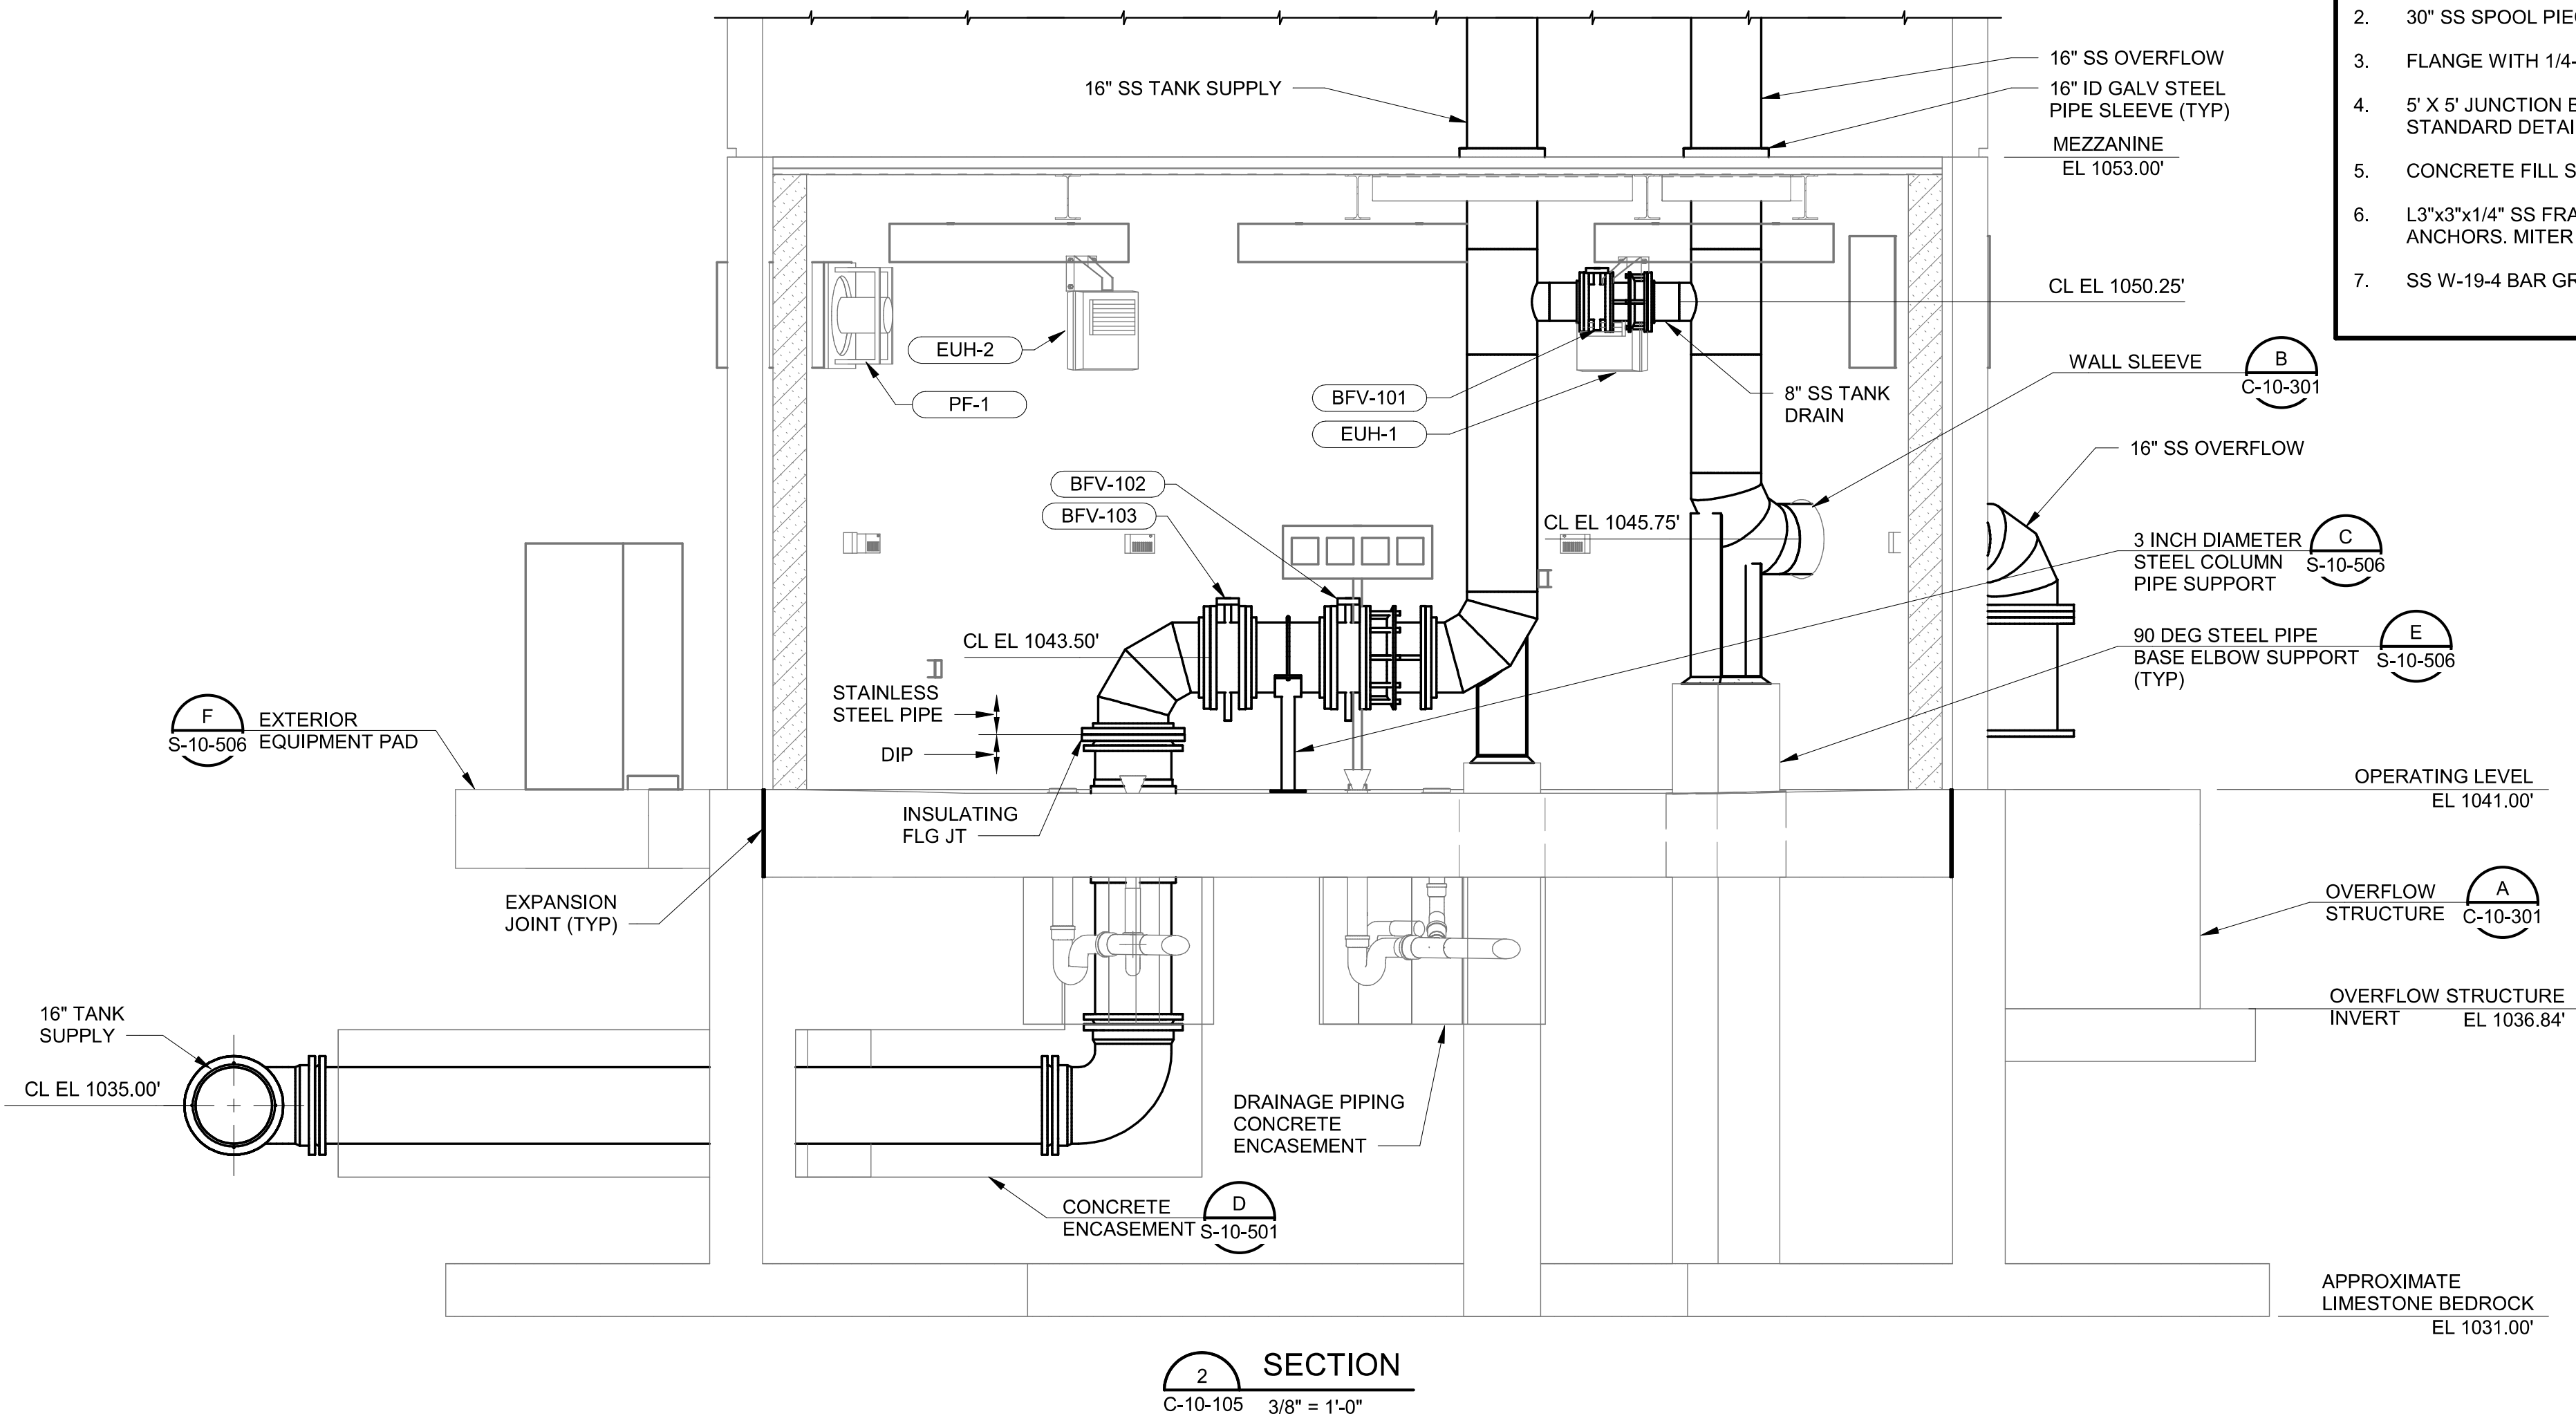 2. 30" SS SPOOL
3. FLANGE WITH 1/4-
4. 5' X 5' JUNCTION
STANDARD
5. CONCRETE FILL
6. L3"x3"x1/4" SS
ANCHORS. MITER
7. SS W-19-4 BAR
16" SS TANK SUPPLY
16" SS OVERFLOW
16" ID GALV STEEL
PIPE SLEEVE (TYP)
MEZZANINE
EL 1053.00'
CL EL 1050.25'
EUH-2
PF-1
BFV-101
EUH-1
8" SS TANK
DRAIN
WALL SLEEVE
B
C-10-301
16" SS OVERFLOW
BFV-102
BFV-103
CL EL 1045.75'
3 INCH DIAMETER
STEEL COLUMN
PIPE SUPPORT
C
S-10-506
CL EL 1043.50'
90 DEG STEEL PIPE
BASE ELBOW SUPPORT
(TYP)
E
S-10-506
STAINLESS
STEEL PIPE
DIP
F
S-10-506
EXTERIOR
EQUIPMENT PAD
INSULATING
FLG JT
OPERATING LEVEL
EL 1041.00'
EXPANSION
JOINT (TYP)
OVERFLOW
STRUCTURE
A
C-10-301
OVERFLOW STRUCTURE
INVERT EL 1036.84'
16" TANK
SUPPLY
CL EL 1035.00'
DRAINAGE PIPING
CONCRETE
ENCASEMENT
CONCRETE
ENCASEMENT
D
S-10-501
APPROXIMATE
LIMESTONE BEDROCK
EL 1031.00'
2
C-10-105
SECTION
3/8" = 1'-0"